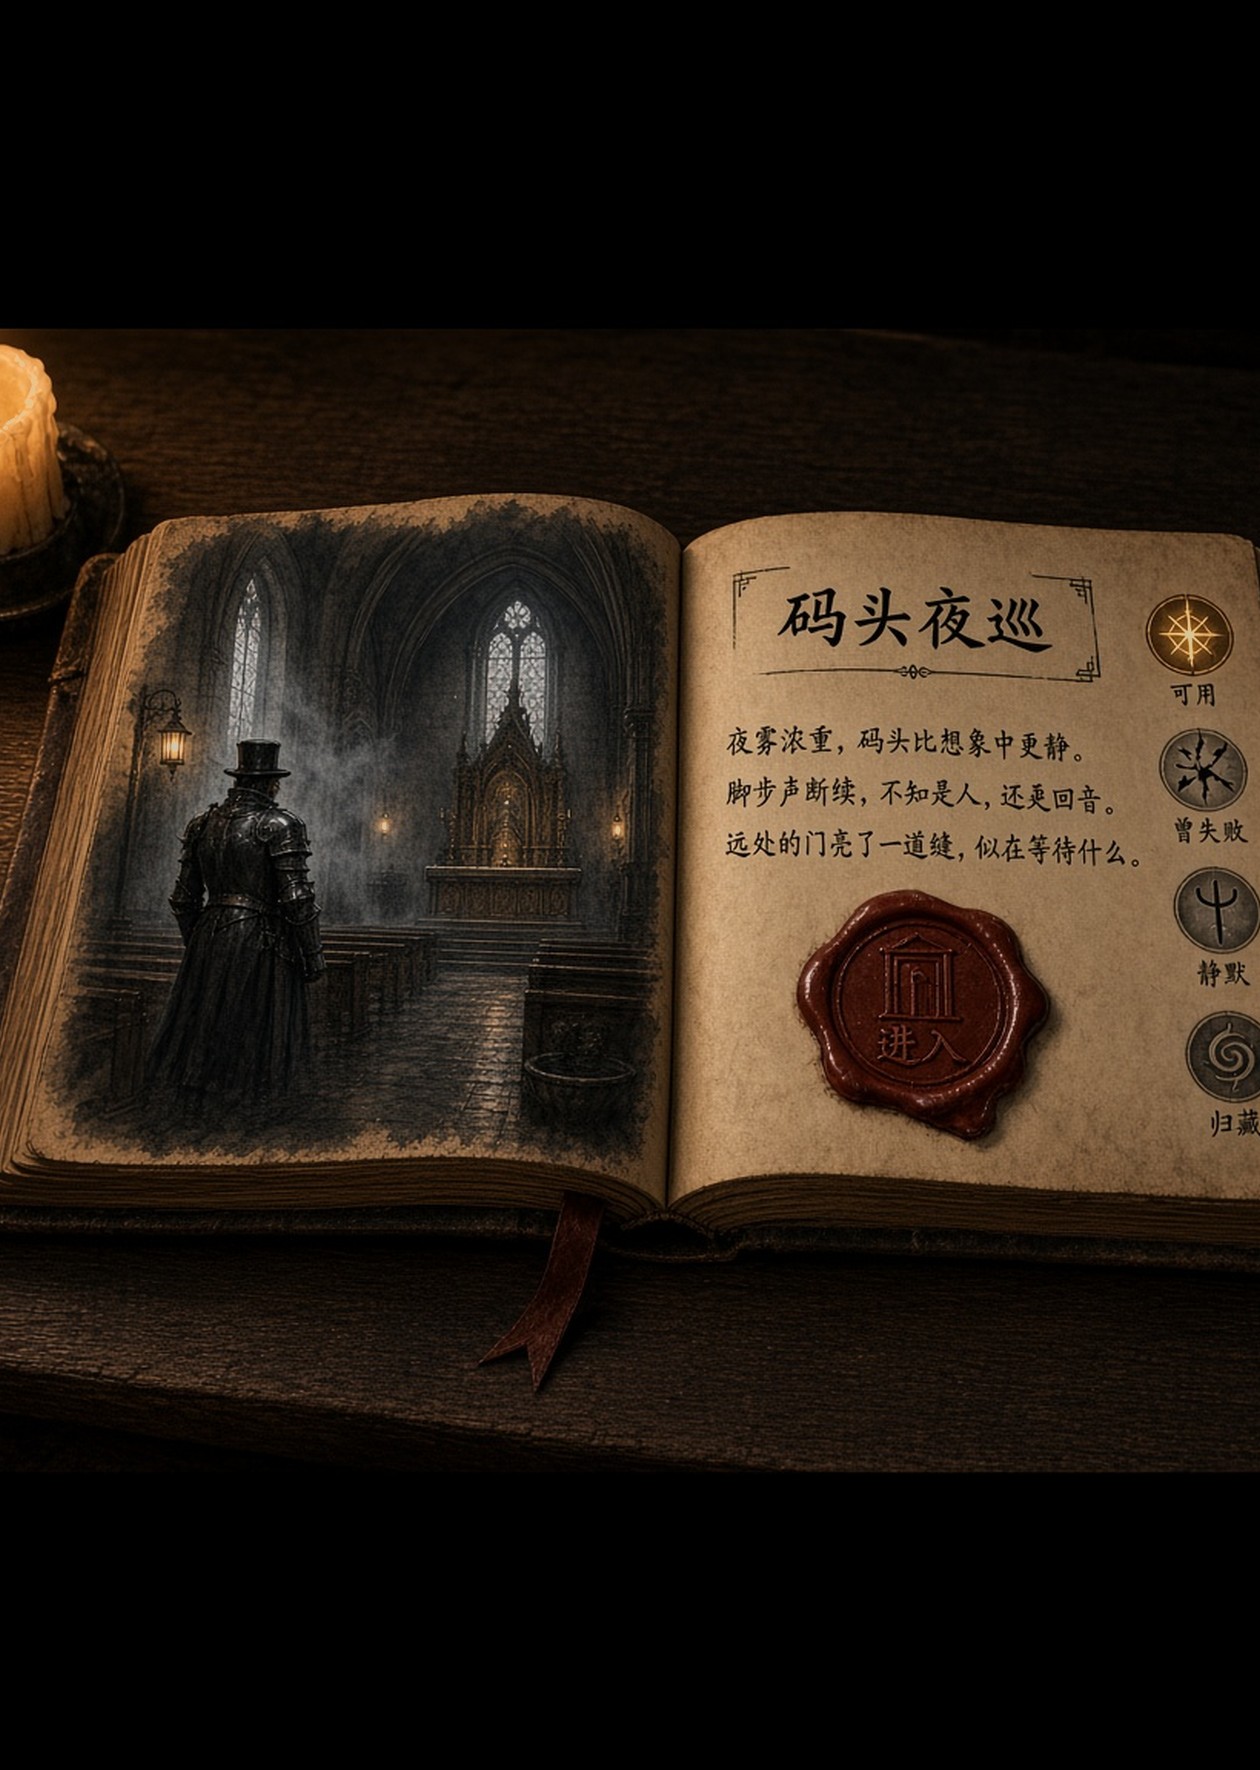 码头夜巡
夜雾浓重，码头比想象中更静。
脚步声断续，不知是人，还更回音。
远处的门亮了一道缝，似在等待什么。
进入
可用
曾失败
静默
归藏